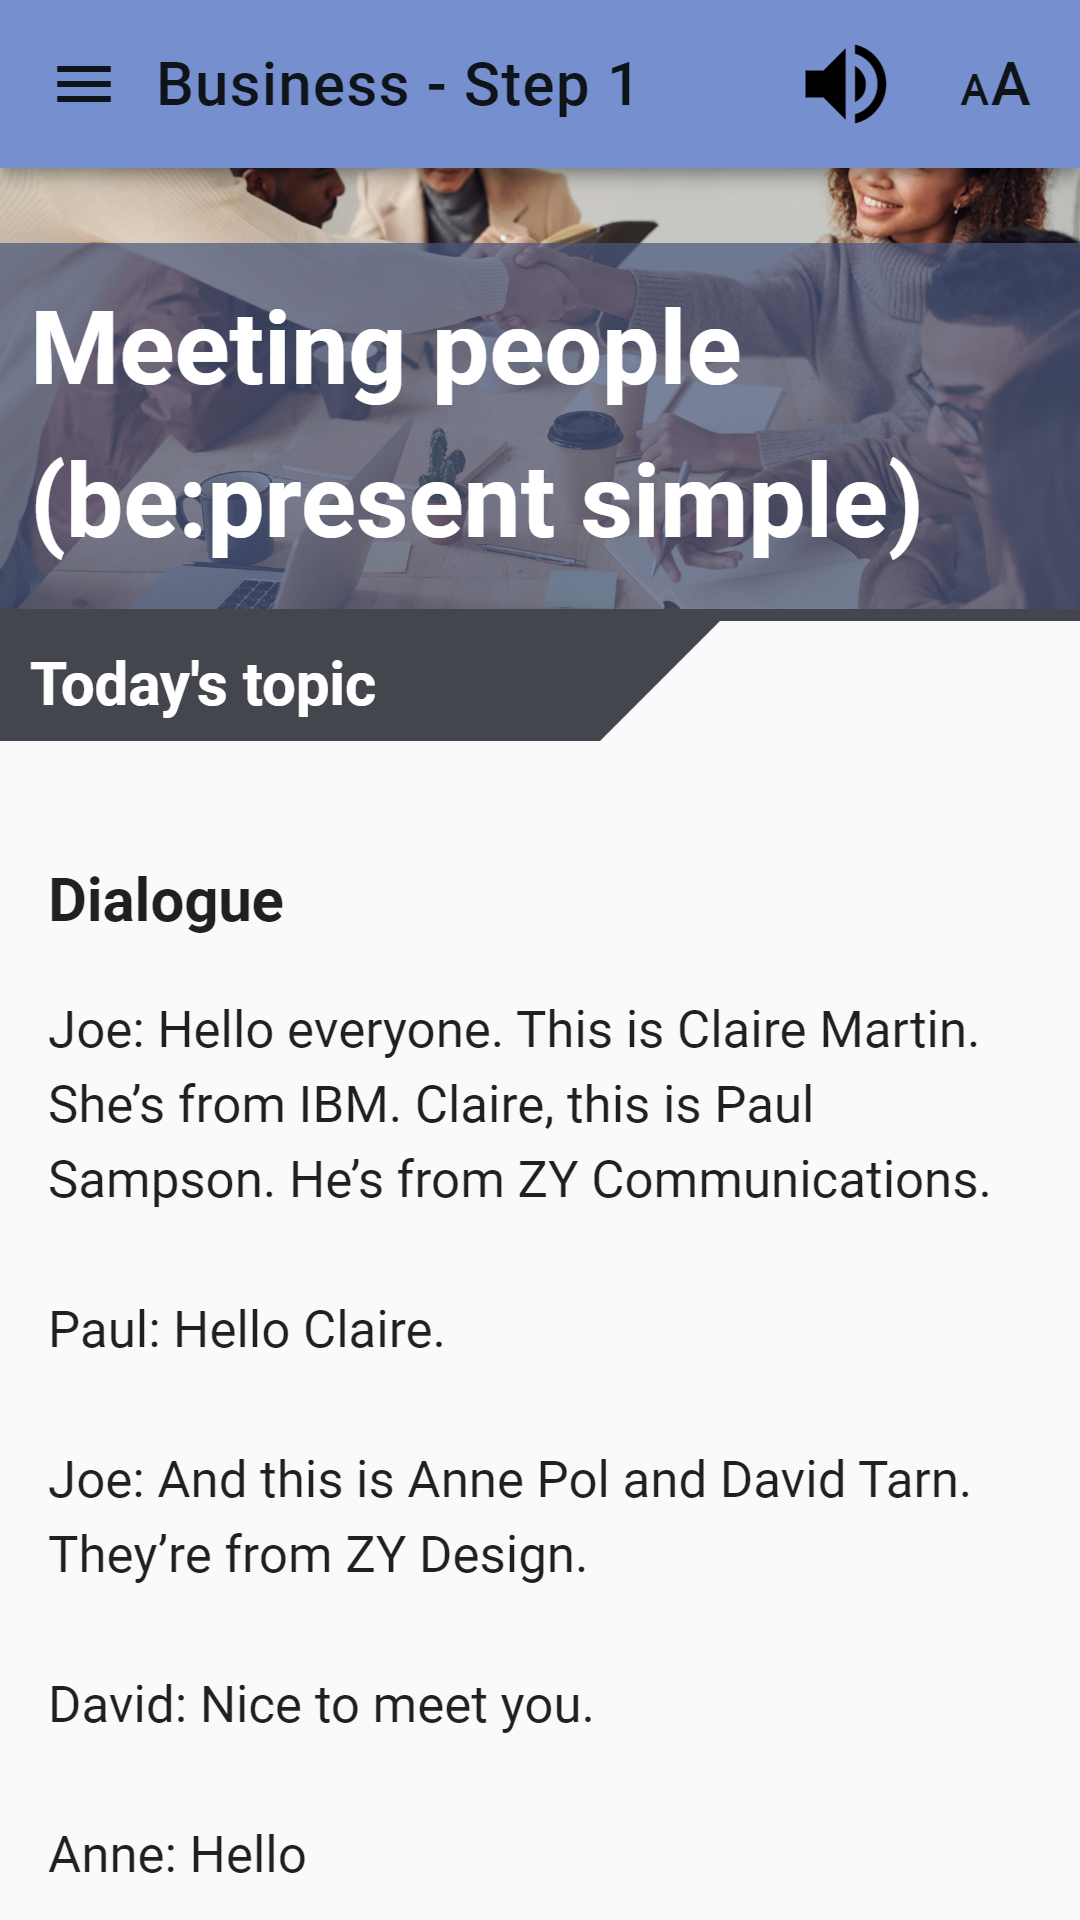 Business - Step 1
AA
Meeting people
(be:present simple)
Today's topic
Dialogue
Joe: Hello everyone. This is Claire Martin.
She’s from IBM. Claire, this is Paul
Sampson. He’s from ZY Communications.
Paul: Hello Claire.
Joe: And this is Anne Pol and David Tarn.
They’re from ZY Design.
David: Nice to meet you.
Anne: Hello